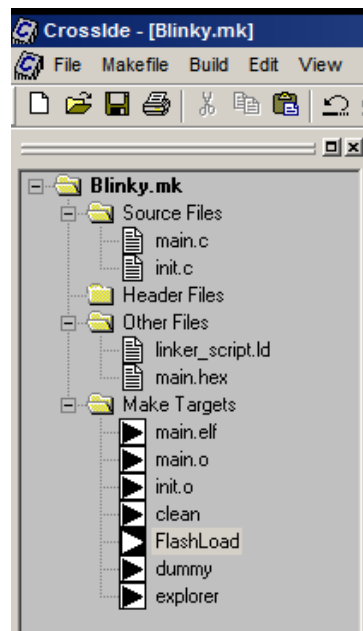 CrossIde - [Blinky.mk]
File Makefile Build Edit View
Blinky.mk
Source Files
main.c
init.c
Header Files
Other Files
linker_script.ld
main.hex
Make Targets
main.elf
main.o
init.o
clean
FlashLoad
dummy
explorer